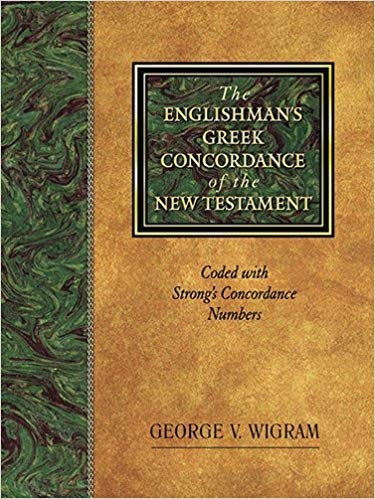 The
ENGLISHMAN'S
GREEK
CONCORDANCE
of the
NEW TESTAMENT
Coded with
Strong's Concordance
Numbers
GEORGE V. WIGRAM